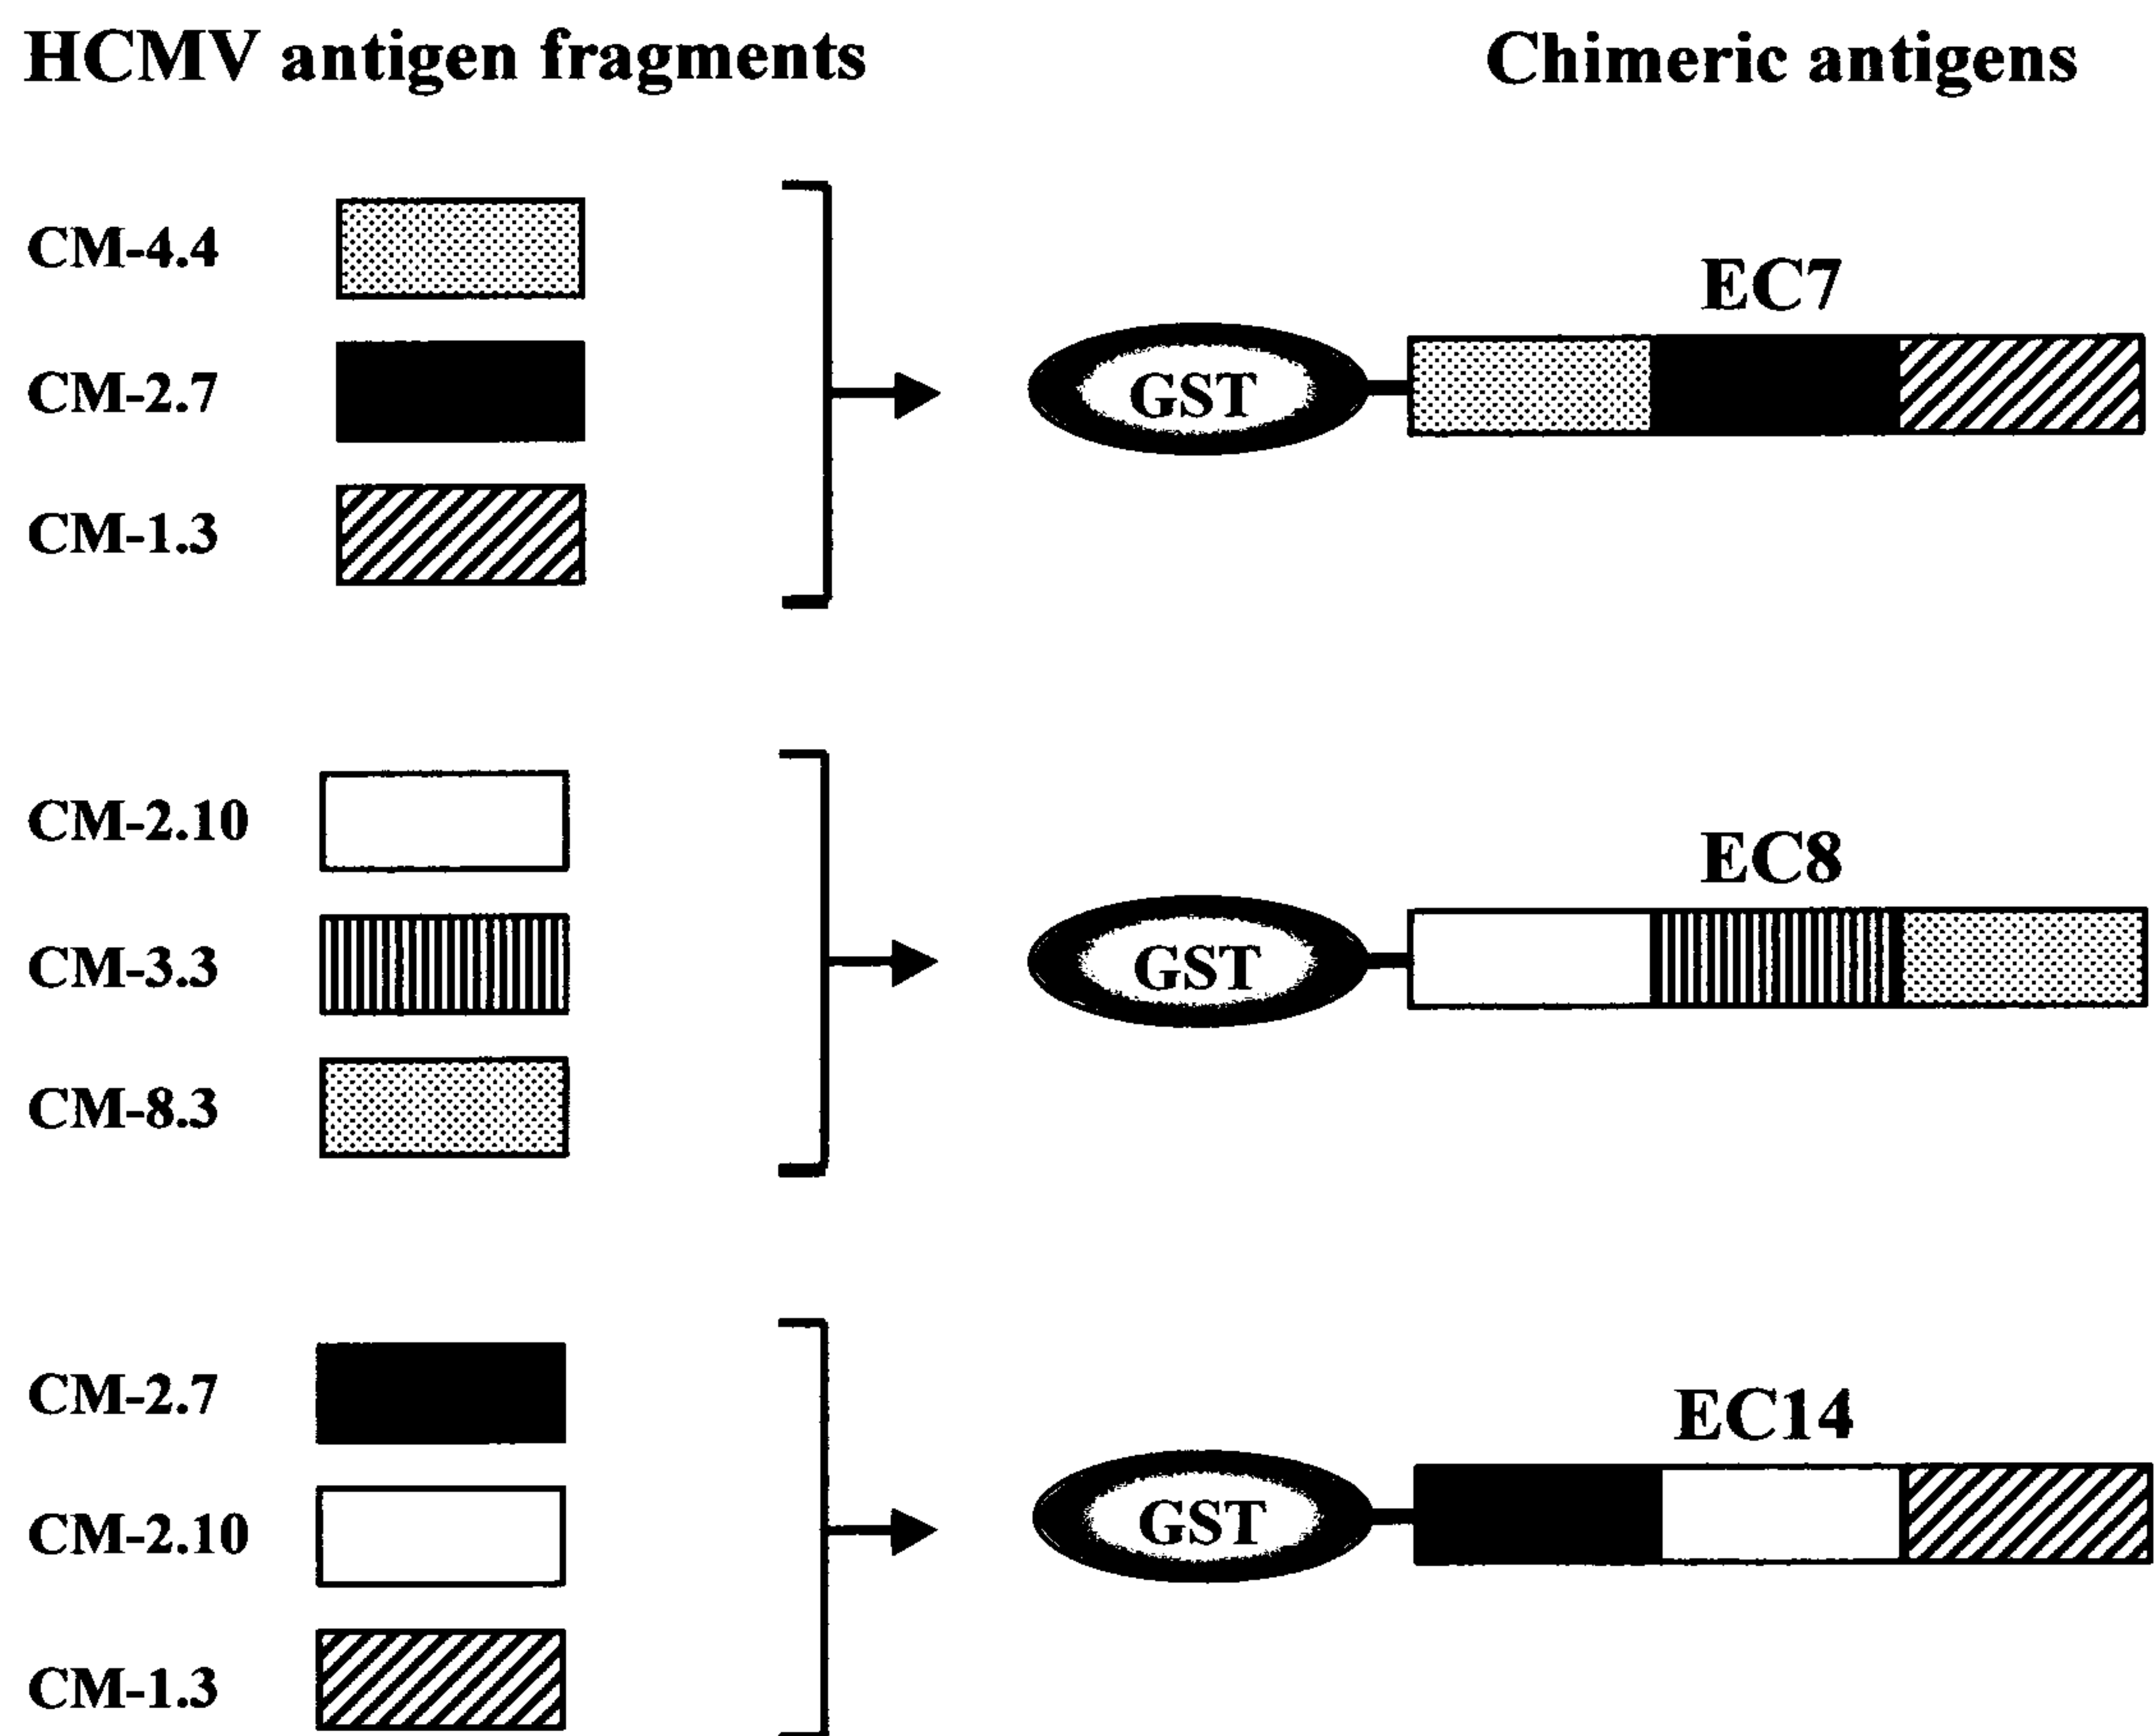 HCMV antigen fragments
Chimeric antigens
CM-4.4
CM-2.7
CM-1.3
EC7
GST
CM-2.10
CM-3.3
CM-8.3
EC8
GST
CM-2.7
CM-2.10
CM-1.3
EC14
GST